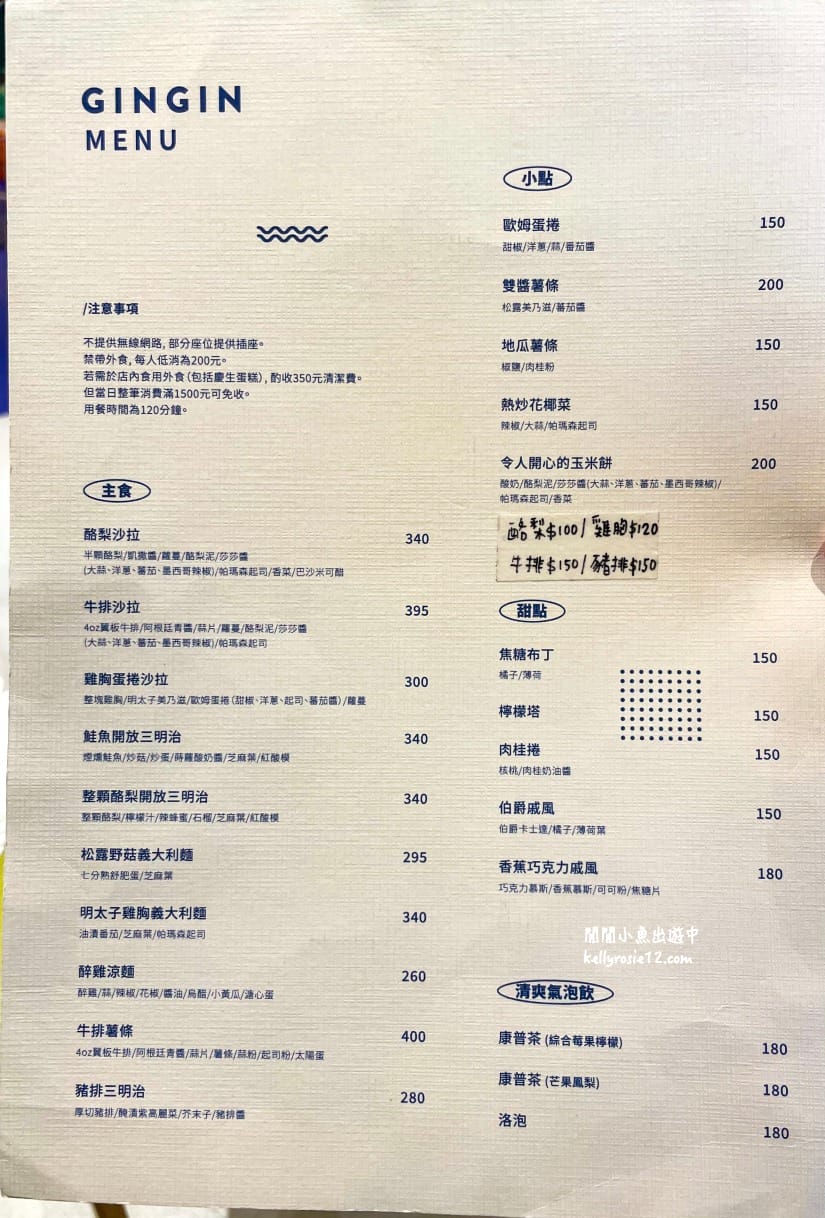 GINGIN
MENU
/注意事項
不提供無線網路, 部分座位提供插座。
禁帶外食, 每人低消為200元。
若需於店內食用外食(包括慶生蛋糕), 酌收350元清潔費。
但當日整筆消費滿1500元可免收。
用餐時間為120分鐘。
主食
酪梨沙拉 340
半顆酪梨/凱撒醬/蘿蔓/酪梨泥/莎莎醬
(大蒜、洋蔥、蕃茄、墨西哥辣椒)/帕瑪森起司/香菜/巴沙米可醋
牛排沙拉 395
4oz翼板牛排/阿根廷青醬/蒜片/蘿蔓/酪梨泥/莎莎醬
(大蒜、洋蔥、蕃茄、墨西哥辣椒)/帕瑪森起司
雞胸蛋捲沙拉 300
整塊雞胸/明太子美乃滋/歐姆蛋捲(甜椒、洋蔥、起司、蕃茄醬)/蘿蔓
鮭魚開放三明治 340
煙燻鮭魚/炒菇/炒蛋/蒔蘿酸奶醬/芝麻葉/紅酸模
整顆酪梨開放三明治 340
整顆酪梨/檸檬汁/辣蜂蜜/石榴/芝麻葉/紅酸模
松露野菇義大利麵 295
七分熟舒肥蛋/芝麻葉
明太子雞胸義大利麵 340
油漬番茄/芝麻葉/帕瑪森起司
醉雞涼麵 260
醉雞/蒜/辣椒/花椒/醬油/烏醋/小黃瓜/溏心蛋
牛排薯條 400
4oz翼板牛排/阿根廷青醬/蒜片/薯條/蒜粉/起司粉/太陽蛋
豬排三明治 280
厚切豬排/醃漬紫高麗菜/芥末子/豬排醬
小點
歐姆蛋捲 150
甜椒/洋蔥/蒜/番茄醬
雙醬薯條 200
松露美乃滋/蕃茄醬
地瓜薯條 150
椒鹽/肉桂粉
熱炒花椰菜 150
辣椒/大蒜/帕瑪森起司
令人開心的玉米餅 200
酸奶/酪梨泥/莎莎醬(大蒜、洋蔥、蕃茄、墨西哥辣椒)/
帕瑪森起司/香菜
酪梨$100/雞胸$120
牛排$150/豬排$150
甜點
焦糖布丁 150
橘子/薄荷
檸檬塔 150
肉桂捲 150
核桃/肉桂奶油醬
伯爵戚風 150
伯爵卡士達/橘子/薄荷葉
香蕉巧克力戚風 180
巧克力慕斯/香蕉慕斯/可可粉/焦糖片
閒閒小魚出遊中
kellyrosie12.com
清爽氣泡飲
康普茶 (綜合莓果檸檬) 180
康普茶 (芒果鳳梨) 180
洛泡 180